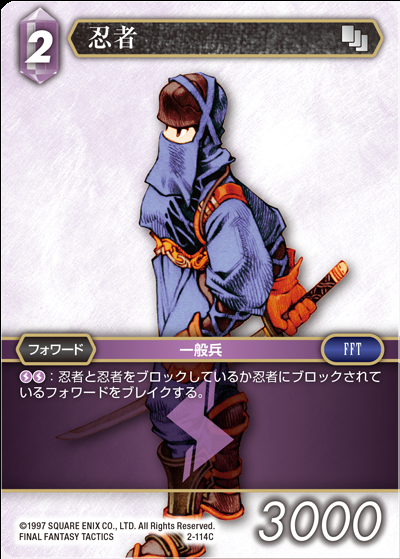 2
忍者
フォワード
一般兵
FFT
：忍者と忍者をブロックしているか忍者にブロックされて
いるフォワードをブレイクする。
©1997 SQUARE ENIX CO., LTD. All Rights Reserved.
FINAL FANTASY TACTICS
2-114C
3000